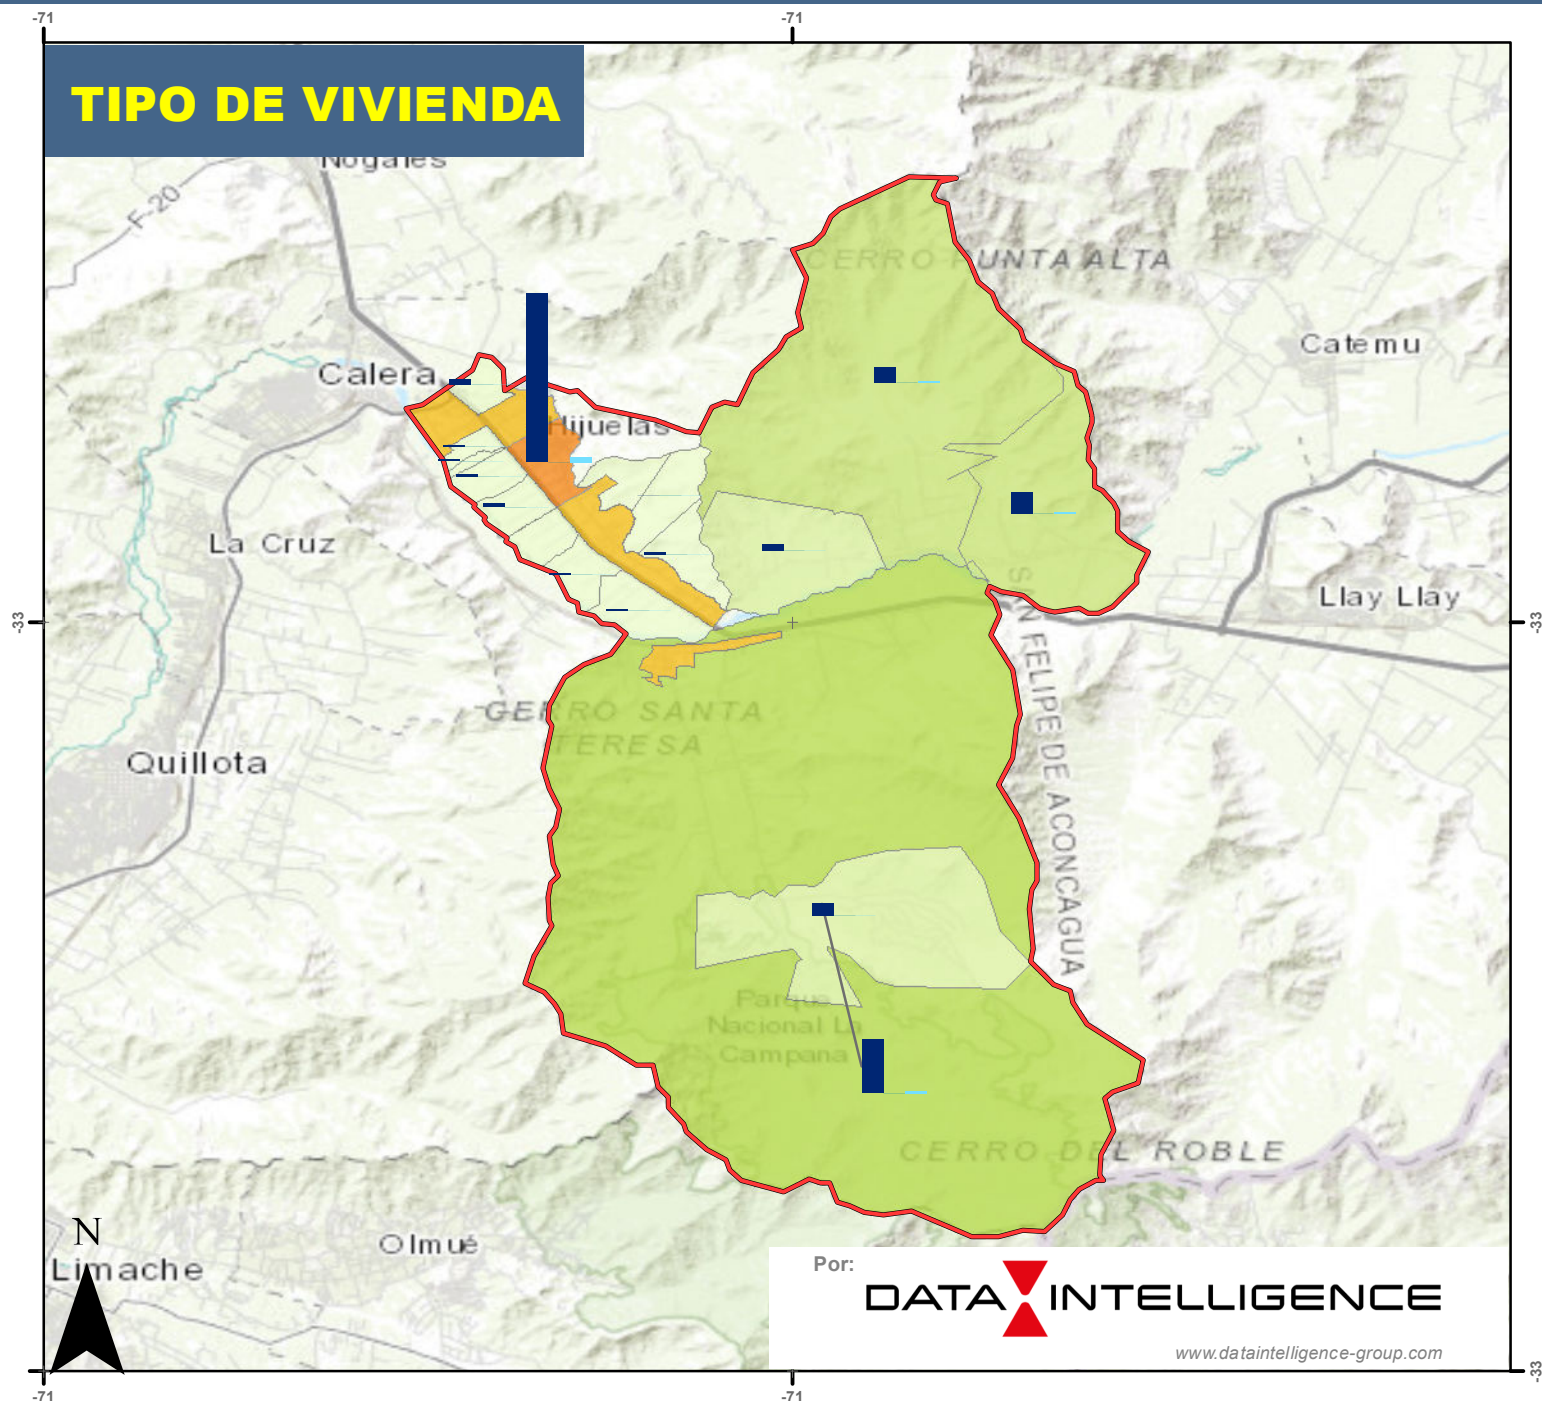 -71
-71
TIPO DE VIVIENDA
Nogales
F-20
CERRO PUNTA ALTA
Catemu
Calera
Hijuelas
La Cruz
Llay Llay
-33
-33
SAN FELIPE DE ACONCAGUA
CERRO SANTA
TERESA
Quillota
Parque
Nacional La
Campana
CERRO DEL ROBLE
N
Olmué
Limache
Por:
DATA INTELLIGENCE
www.dataintelligence-group.com
-33
-71
-71